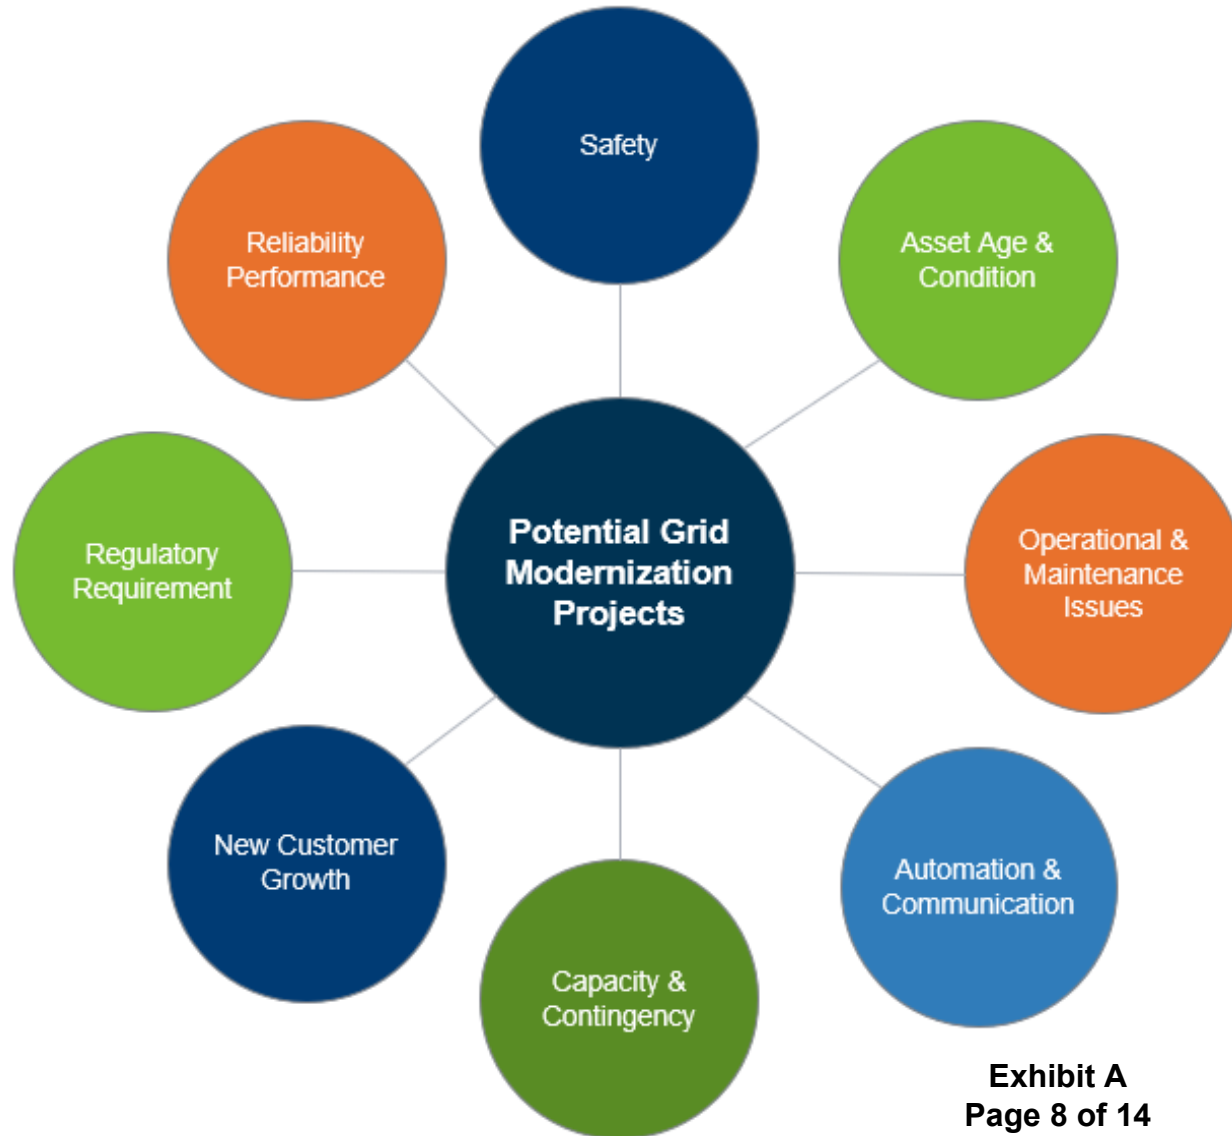 Safety
Asset Age &
Condition
Operational &
Maintenance
Issues
Automation &
Communication
Capacity &
Contingency
New Customer
Growth
Regulatory
Requirement
Reliability
Performance
Potential Grid
Modernization
Projects
Exhibit A
Page 8 of 14